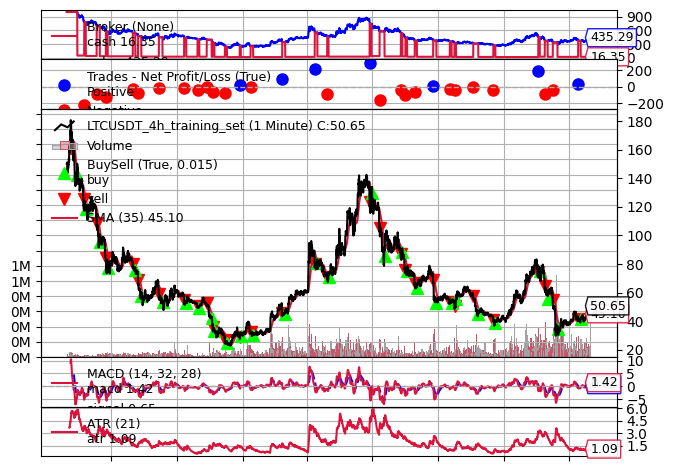 Broker (None)
cash 16.35
900
435.29
0
16.35
Trades - Net Profit/Loss (True)
Positive
200
0
−200
LTCUSDT_4h_training_set (1 Minute) C:50.65
Volume
BuySell (True, 0.015)
buy
sell
SMA (35) 45.10
180
160
140
120
100
80
60
50.65
40
20
1M
1M
0M
0M
0M
0M
0M
MACD (14, 32, 28)
macd 1.42
10
5
1.42
0
−5
ATR (21)
atr 1.09
6.0
4.5
3.0
1.5
1.09